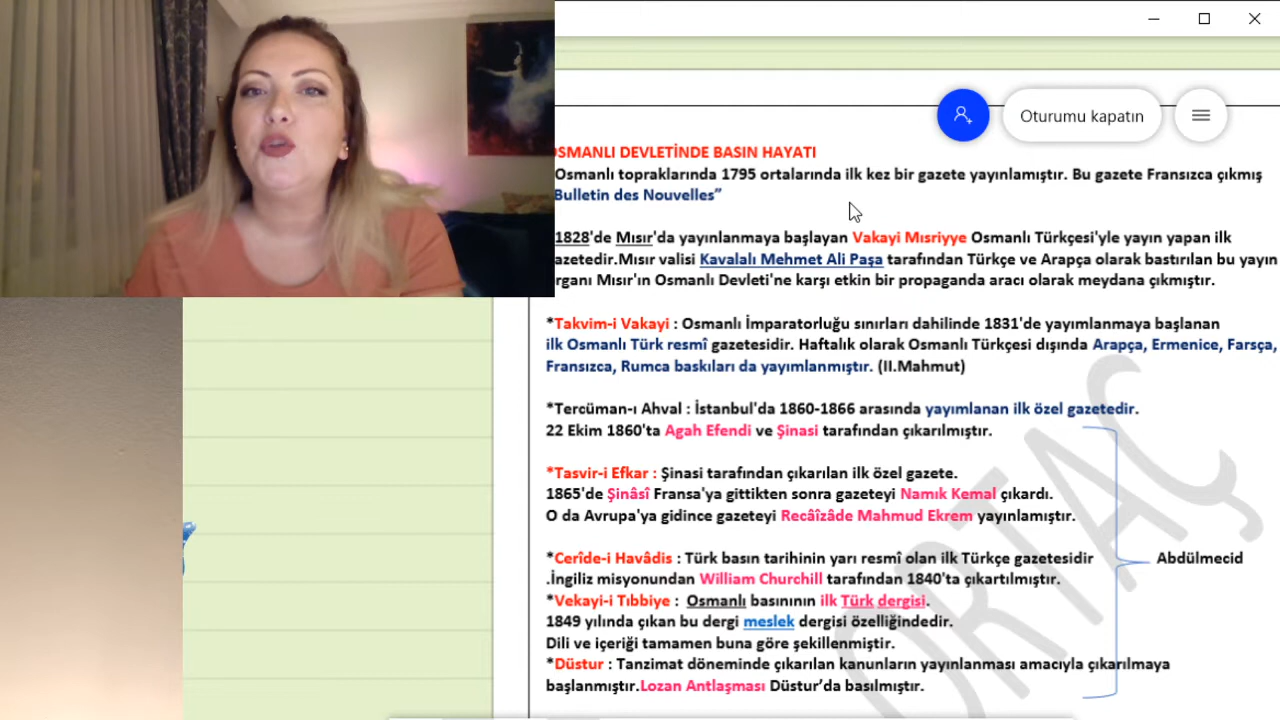 Oturumu kapatın
OSMANLI DEVLETİNDE BASIN HAYATI
Osmanlı topraklarında 1795 ortalarında ilk kez bir gazete yayınlamıştır. Bu gazete Fransızca çıkmış
Bulletin des Nouvelles”
1828'de Mısır'da yayınlanmaya başlayan Vakayi Mısriyye Osmanlı Türkçesi'yle yayın yapan ilk
azetedir.Mısır valisi Kavalalı Mehmet Ali Paşa tarafından Türkçe ve Arapça olarak bastırılan bu yayın
rganı Mısır'ın Osmanlı Devleti'ne karşı etkin bir propaganda aracı olarak meydana çıkmıştır.
*Takvim-i Vakayi : Osmanlı İmparatorluğu sınırları dahilinde 1831'de yayımlanmaya başlanan
ilk Osmanlı Türk resmî gazetesidir. Haftalık olarak Osmanlı Türkçesi dışında Arapça, Ermenice, Farsça,
Fransızca, Rumca baskıları da yayımlanmıştır. (II.Mahmut)
*Tercüman-ı Ahval : İstanbul'da 1860-1866 arasında yayımlanan ilk özel gazetedir.
22 Ekim 1860'ta Agah Efendi ve Şinasi tarafından çıkarılmıştır.
*Tasvir-i Efkar : Şinasi tarafından çıkarılan ilk özel gazete.
1865'de Şinâsî Fransa'ya gittikten sonra gazeteyi Namık Kemal çıkardı.
O da Avrupa'ya gidince gazeteyi Recâîzâde Mahmud Ekrem yayınlamıştır.
*Cerîde-i Havâdis : Türk basın tarihinin yarı resmî olan ilk Türkçe gazetesidir
.İngiliz misyonundan William Churchill tarafından 1840'ta çıkartılmıştır.
*Vekayi-i Tıbbiye : Osmanlı basınının ilk Türk dergisi.
1849 yılında çıkan bu dergi meslek dergisi özelliğindedir.
Dili ve içeriği tamamen buna göre şekillenmiştir.
*Düstur : Tanzimat döneminde çıkarılan kanunların yayınlanması amacıyla çıkarılmaya
başlanmıştır.Lozan Antlaşması Düstur’da basılmıştır.
Abdülmecid
ORTAÇ